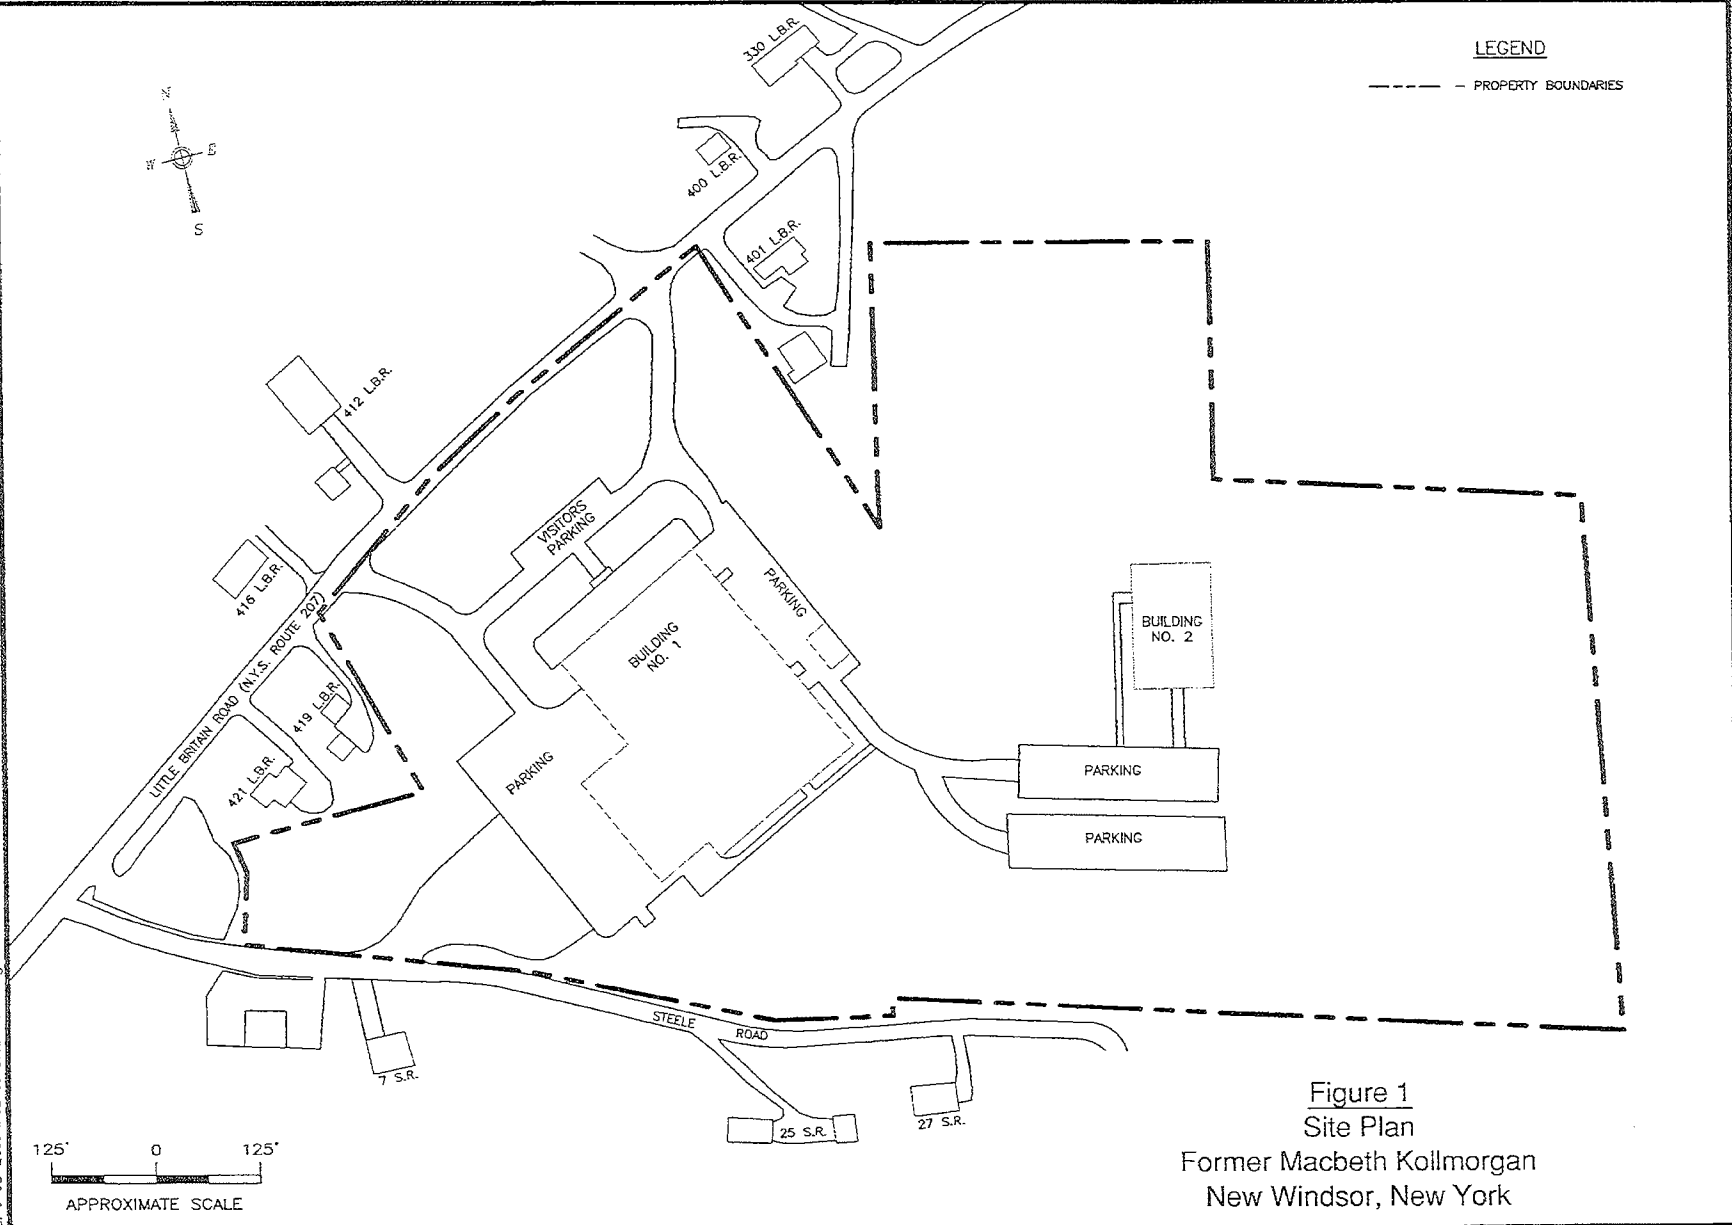 LEGEND
— PROPERTY BOUNDARIES
N
W
E
S
330 L.B.R.
400 L.B.R.
401 L.B.R.
412 L.B.R.
416 L.B.R.
VISITORS
PARKING
PARKING
BUILDING
NO. 1
BUILDING
NO. 2
LITTLE BRITAIN ROAD (N.Y.S. ROUTE 207)
419 L.B.R.
421 L.B.R.
PARKING
PARKING
PARKING
STEELE ROAD
7 S.R.
25 S.R.
27 S.R.
125' 0 125'
APPROXIMATE SCALE
Figure 1
Site Plan
Former Macbeth Kollmorgan
New Windsor, New York